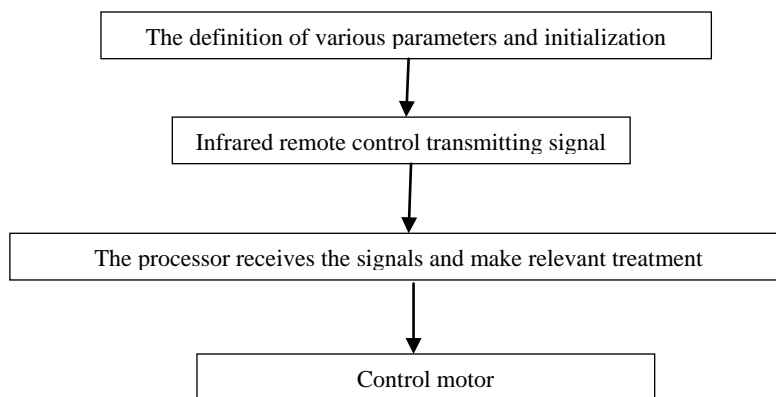 The definition of various parameters and initialization
Infrared remote control transmitting signal
The processor receives the signals and make relevant treatment
Control motor